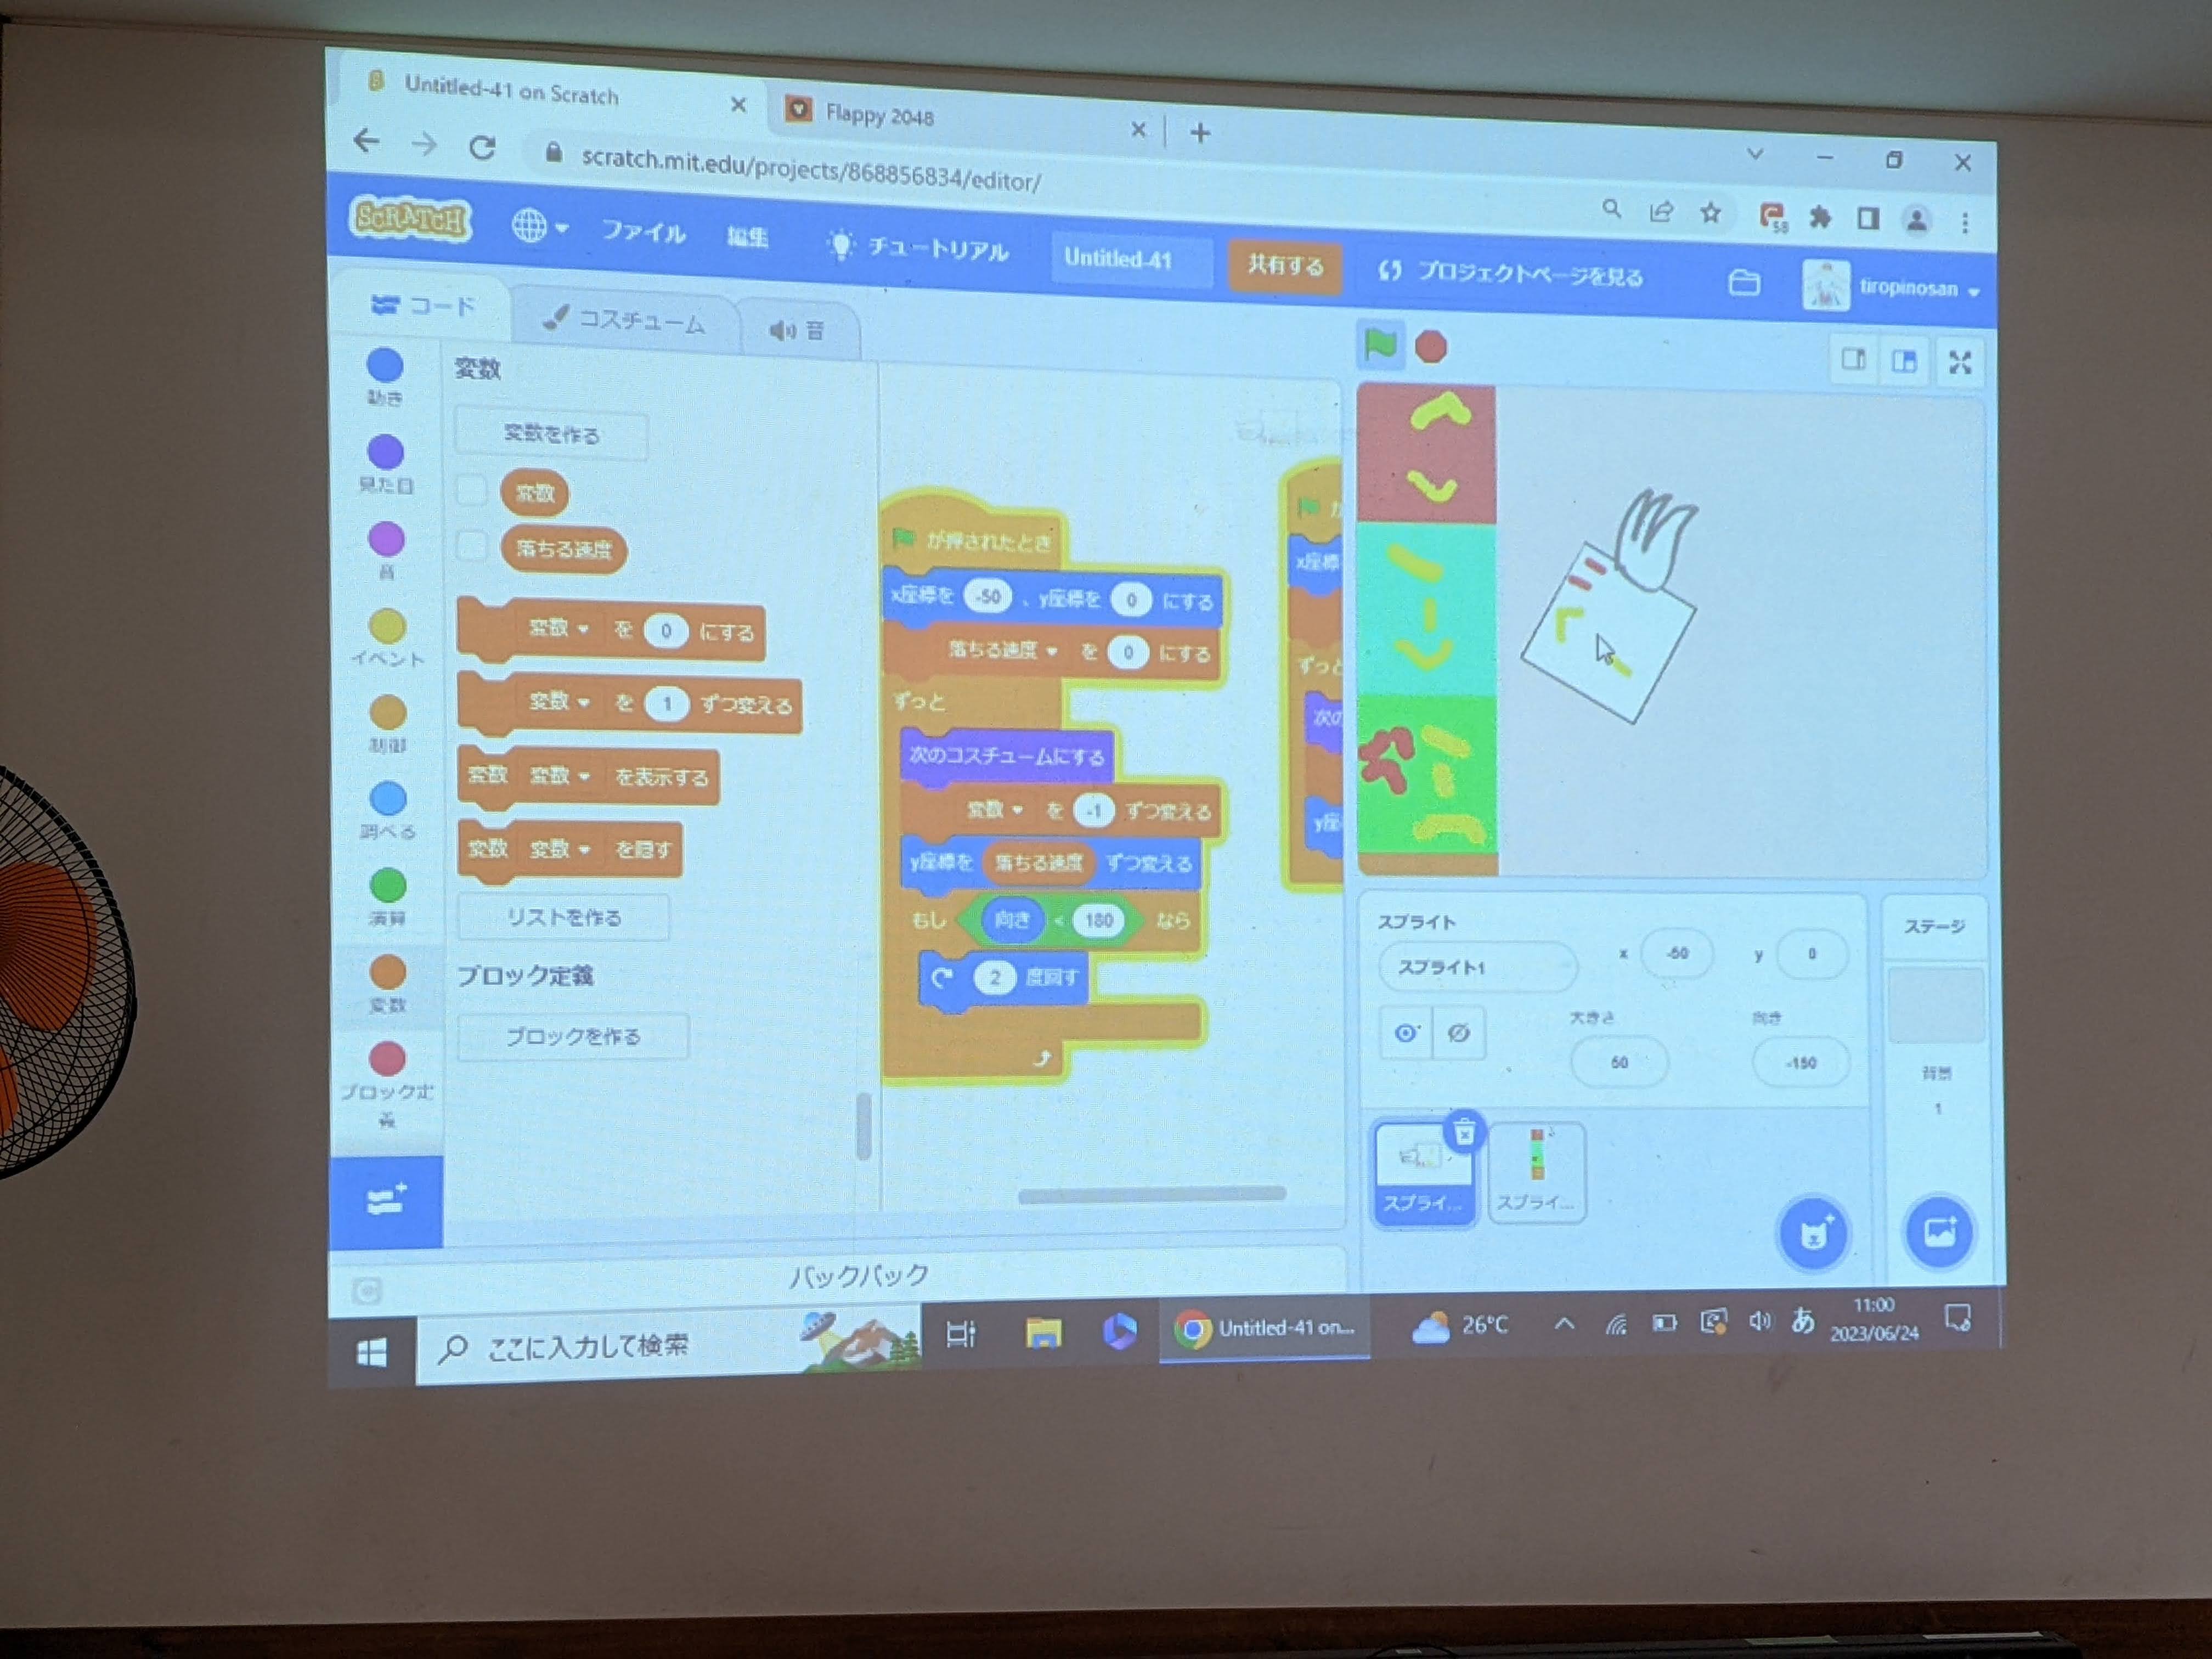 Untitled-41 on Scratch
Flappy 2048
scratch.mit.edu/projects/868856834/editor/
58
SCRATCH
ファイル
編集
チュートリアル
Untitled-41
共有する
プロジェクトページを見る
tiropinosan
コード
コスチューム
音
動き
見た目
音
イベント
制御
調べる
演算
変数
ブロック定
義
変数
変数を作る
変数
落ちる速度
変数 を 0 にする
変数 を 1 ずつ変える
変数 変数 を表示する
変数 変数 を隠す
リストを作る
ブロック定義
ブロックを作る
が押されたとき
x座標を -50 、y座標を 0 にする
落ちる速度 を 0 にする
ずっと
次のコスチュームにする
変数 を -1 ずつ変える
y座標を 落ちる速度 ずつ変える
もし 向き < 180 なら
2 度回す
が
x座標
ずっと
次の
y座
スプライト
スプライト1
x -50
y 0
大きさ
60
向き
-150
スプライ...
スプライ...
ステージ
背景
1
バックパック
ここに入力して検索
Untitled-41 on...
26°C
あ
11:00
2023/06/24